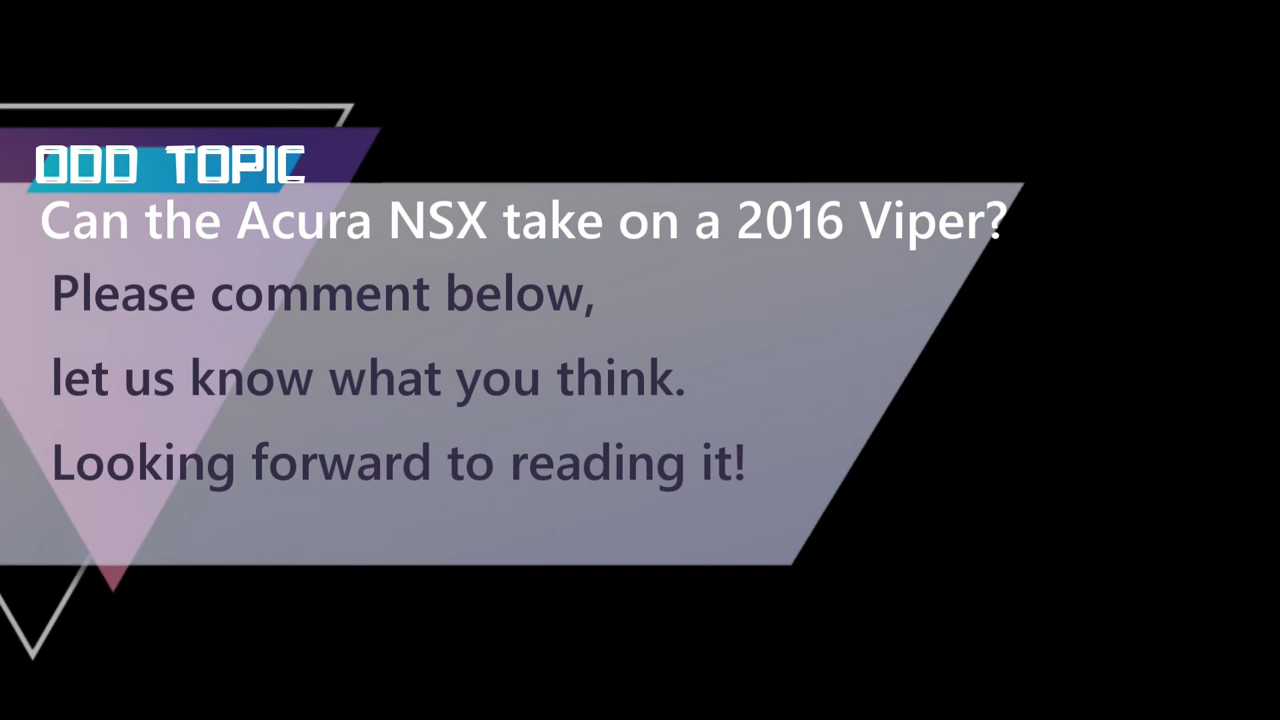 ODD TOPIC
Can the Acura NSX take on a 2016 Viper?
Please comment below,
let us know what you think.
Looking forward to reading it!